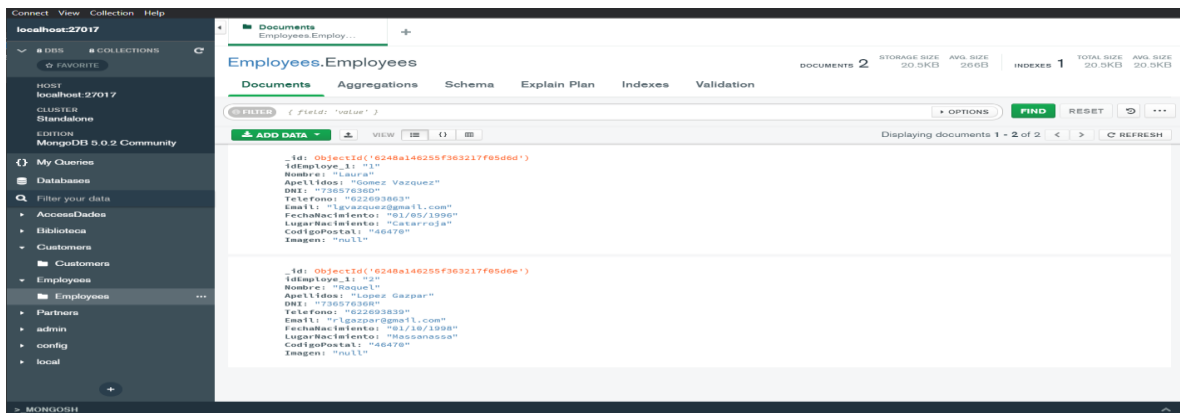 Connect View Collection Help
localhost:27017
Documents
Employees.Employ...
8 DBS 8 COLLECTIONS
FAVORITE
HOST
localhost:27017
CLUSTER
Standalone
EDITION
MongoDB 5.0.2 Community
My Queries
Databases
Filter your data
AccessDades
Biblioteca
Customers
Customers
Employees
Employees
Partners
admin
config
local
> MONGOSH
Employees.Employees
DOCUMENTS 2 STORAGE SIZE 20.5KB AVG. SIZE 266B INDEXES 1 TOTAL SIZE 20.5KB AVG. SIZE 20.5KB
Documents Aggregations Schema Explain Plan Indexes Validation
FILTER { field: 'value' } OPTIONS FIND RESET
ADD DATA VIEW Displaying documents 1 - 2 of 2 < > REFRESH
_id: ObjectId('6248a146255f363217f05d6d')
idEmploye_1: "1"
Nombre: "Laura"
Apellidos: "Gomez Vazquez"
DNI: "73657636D"
Telefono: "622693863"
Email: "lgvazquez@gmail.com"
FechaNacimiento: "01/05/1996"
LugarNacimiento: "Catarroja"
CodigoPostal: "46470"
Imagen: "null"
_id: ObjectId('6248a146255f363217f05d6e')
idEmploye_1: "2"
Nombre: "Raquel"
Apellidos: "Lopez Gazpar"
DNI: "73657636R"
Telefono: "622693839"
Email: "rlgazpar@gmail.com"
FechaNacimiento: "01/10/1998"
LugarNacimiento: "Massanassa"
CodigoPostal: "46470"
Imagen: "null"